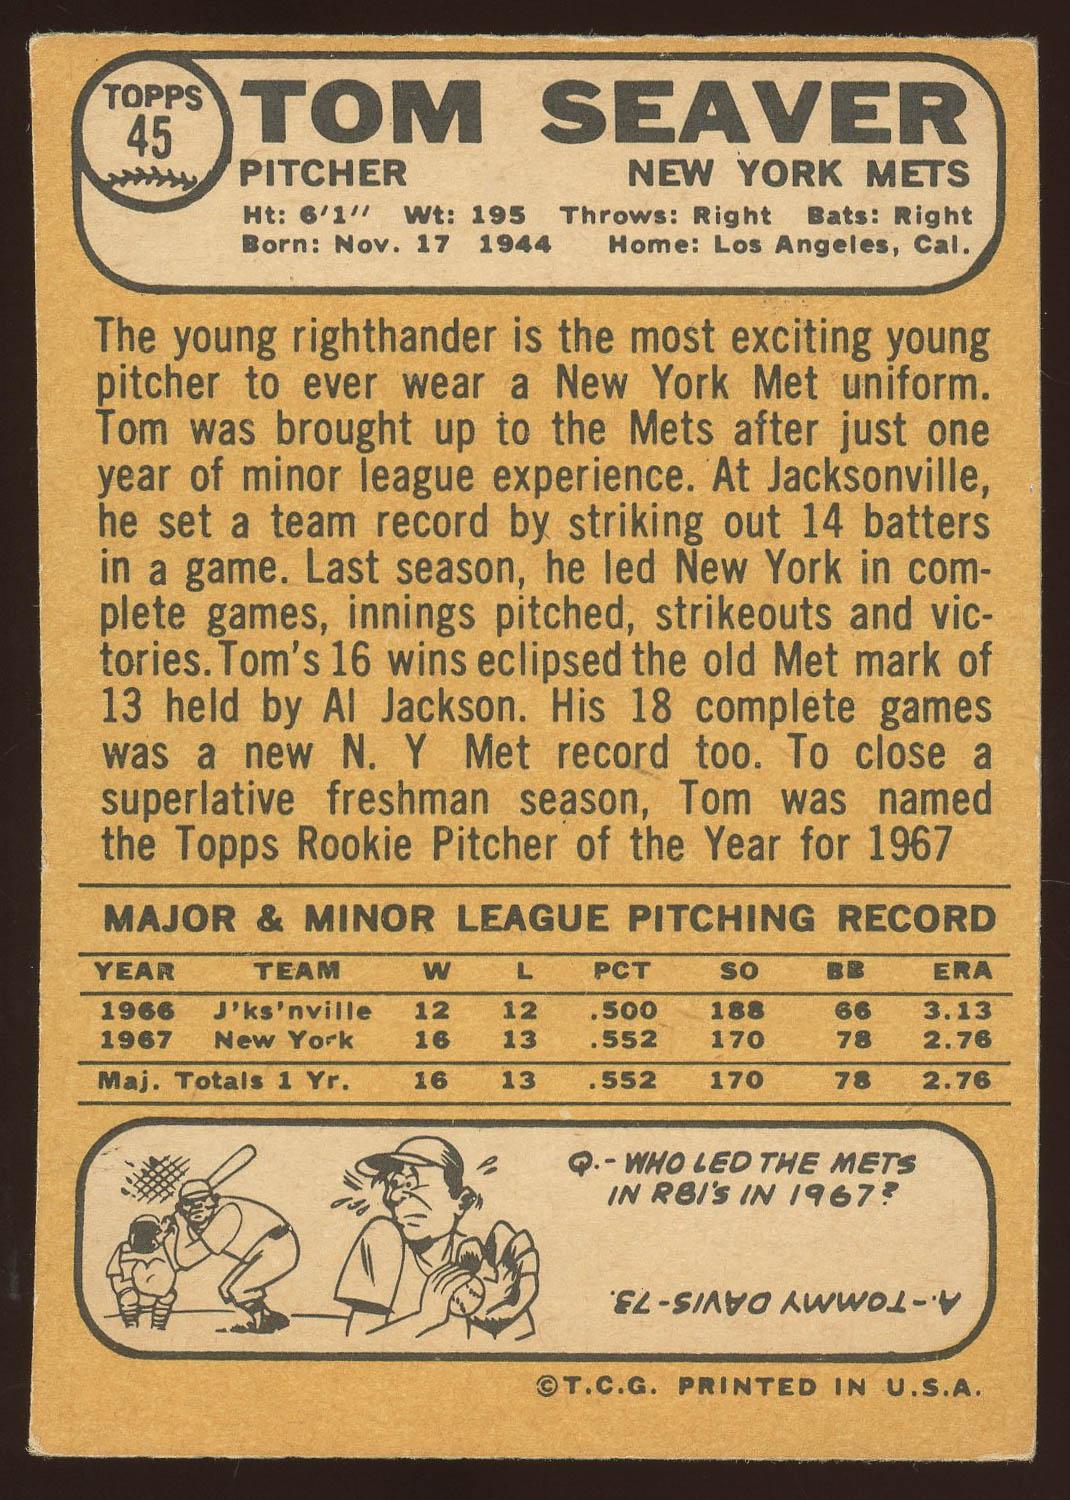 TOPPS
45
TOM SEAVER
PITCHER NEW YORK METS
Ht: 6'1" Wt: 195 Throws: Right Bats: Right
Born: Nov. 17 1944 Home: Los Angeles, Cal.
The young righthander is the most exciting young
pitcher to ever wear a New York Met uniform.
Tom was brought up to the Mets after just one
year of minor league experience. At Jacksonville,
he set a team record by striking out 14 batters
in a game. Last season, he led New York in com-
plete games, innings pitched, strikeouts and vic-
tories. Tom's 16 wins eclipsed the old Met mark of
13 held by Al Jackson. His 18 complete games
was a new N. Y Met record too. To close a
superlative freshman season, Tom was named
the Topps Rookie Pitcher of the Year for 1967
MAJOR & MINOR LEAGUE PITCHING RECORD
YEAR TEAM W L PCT SO BB ERA
1966 J'ks'nville 12 12 .500 188 66 3.13
1967 New York 16 13 .552 170 78 2.76
Maj. Totals 1 Yr. 16 13 .552 170 78 2.76
Q.- WHO LED THE METS
IN RBI'S IN 1967?
A.-TOMMY DAVIS-73.
©T.C.G. PRINTED IN U.S.A.